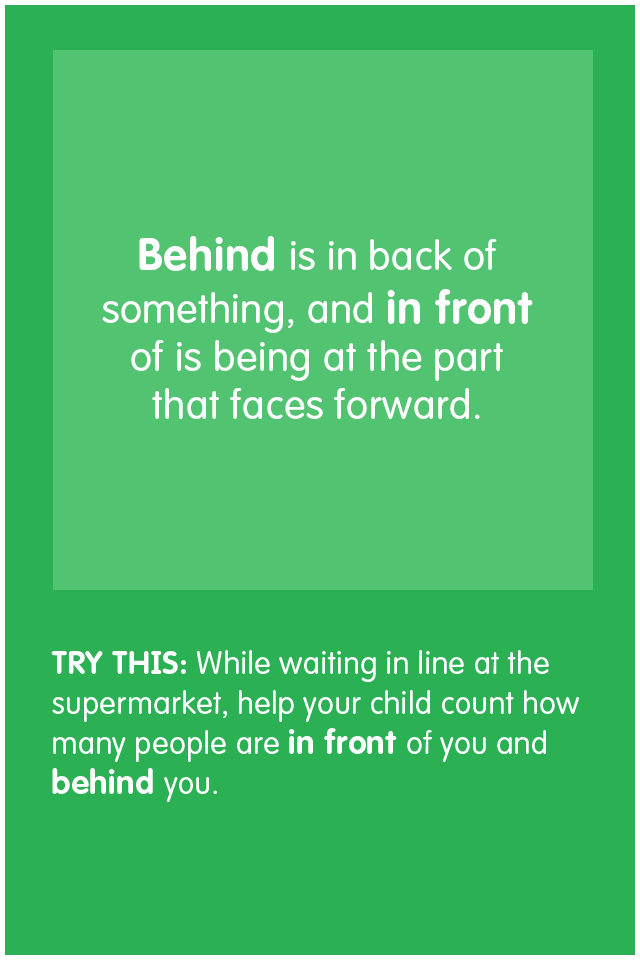 Behind is in back of
something, and in front
of is being at the part
that faces forward.
TRY THIS: While waiting in line at the
supermarket, help your child count how
many people are in front of you and
behind you.